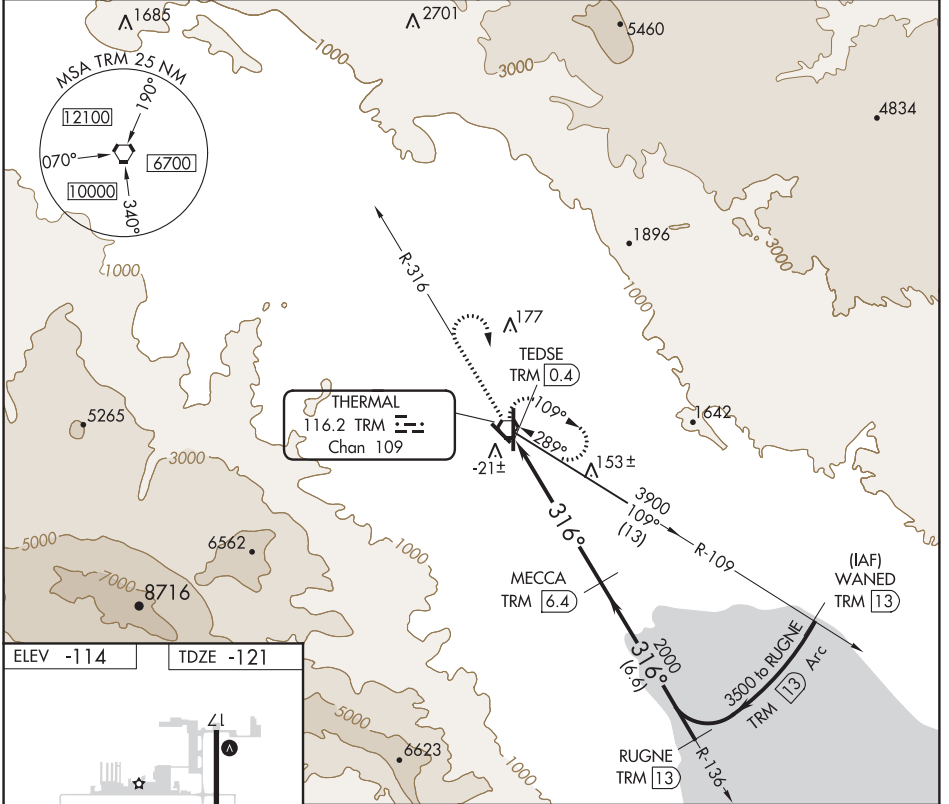 1685
2701
5460
1000
3000
MSA TRM 25 NM
190°
12100
070°
6700
10000
340°
4834
1896
3000
1000
1000
R-316
177
TEDSE
TRM 0.4
THERMAL
116.2 TRM
Chan 109
109°
289°
-21±
153±
1642
5265
3000
3900
109°
(13)
316°
R-109
5000
6562
1000
(IAF)
WANED
TRM 13
MECCA
TRM 6.4
7000
8716
2000
316°
(6.6)
3500 to RUGNE
TRM 13 Arc
ELEV -114
TDZE -121
17
A
5000
6623
1000
RUGNE
TRM 13
R-136